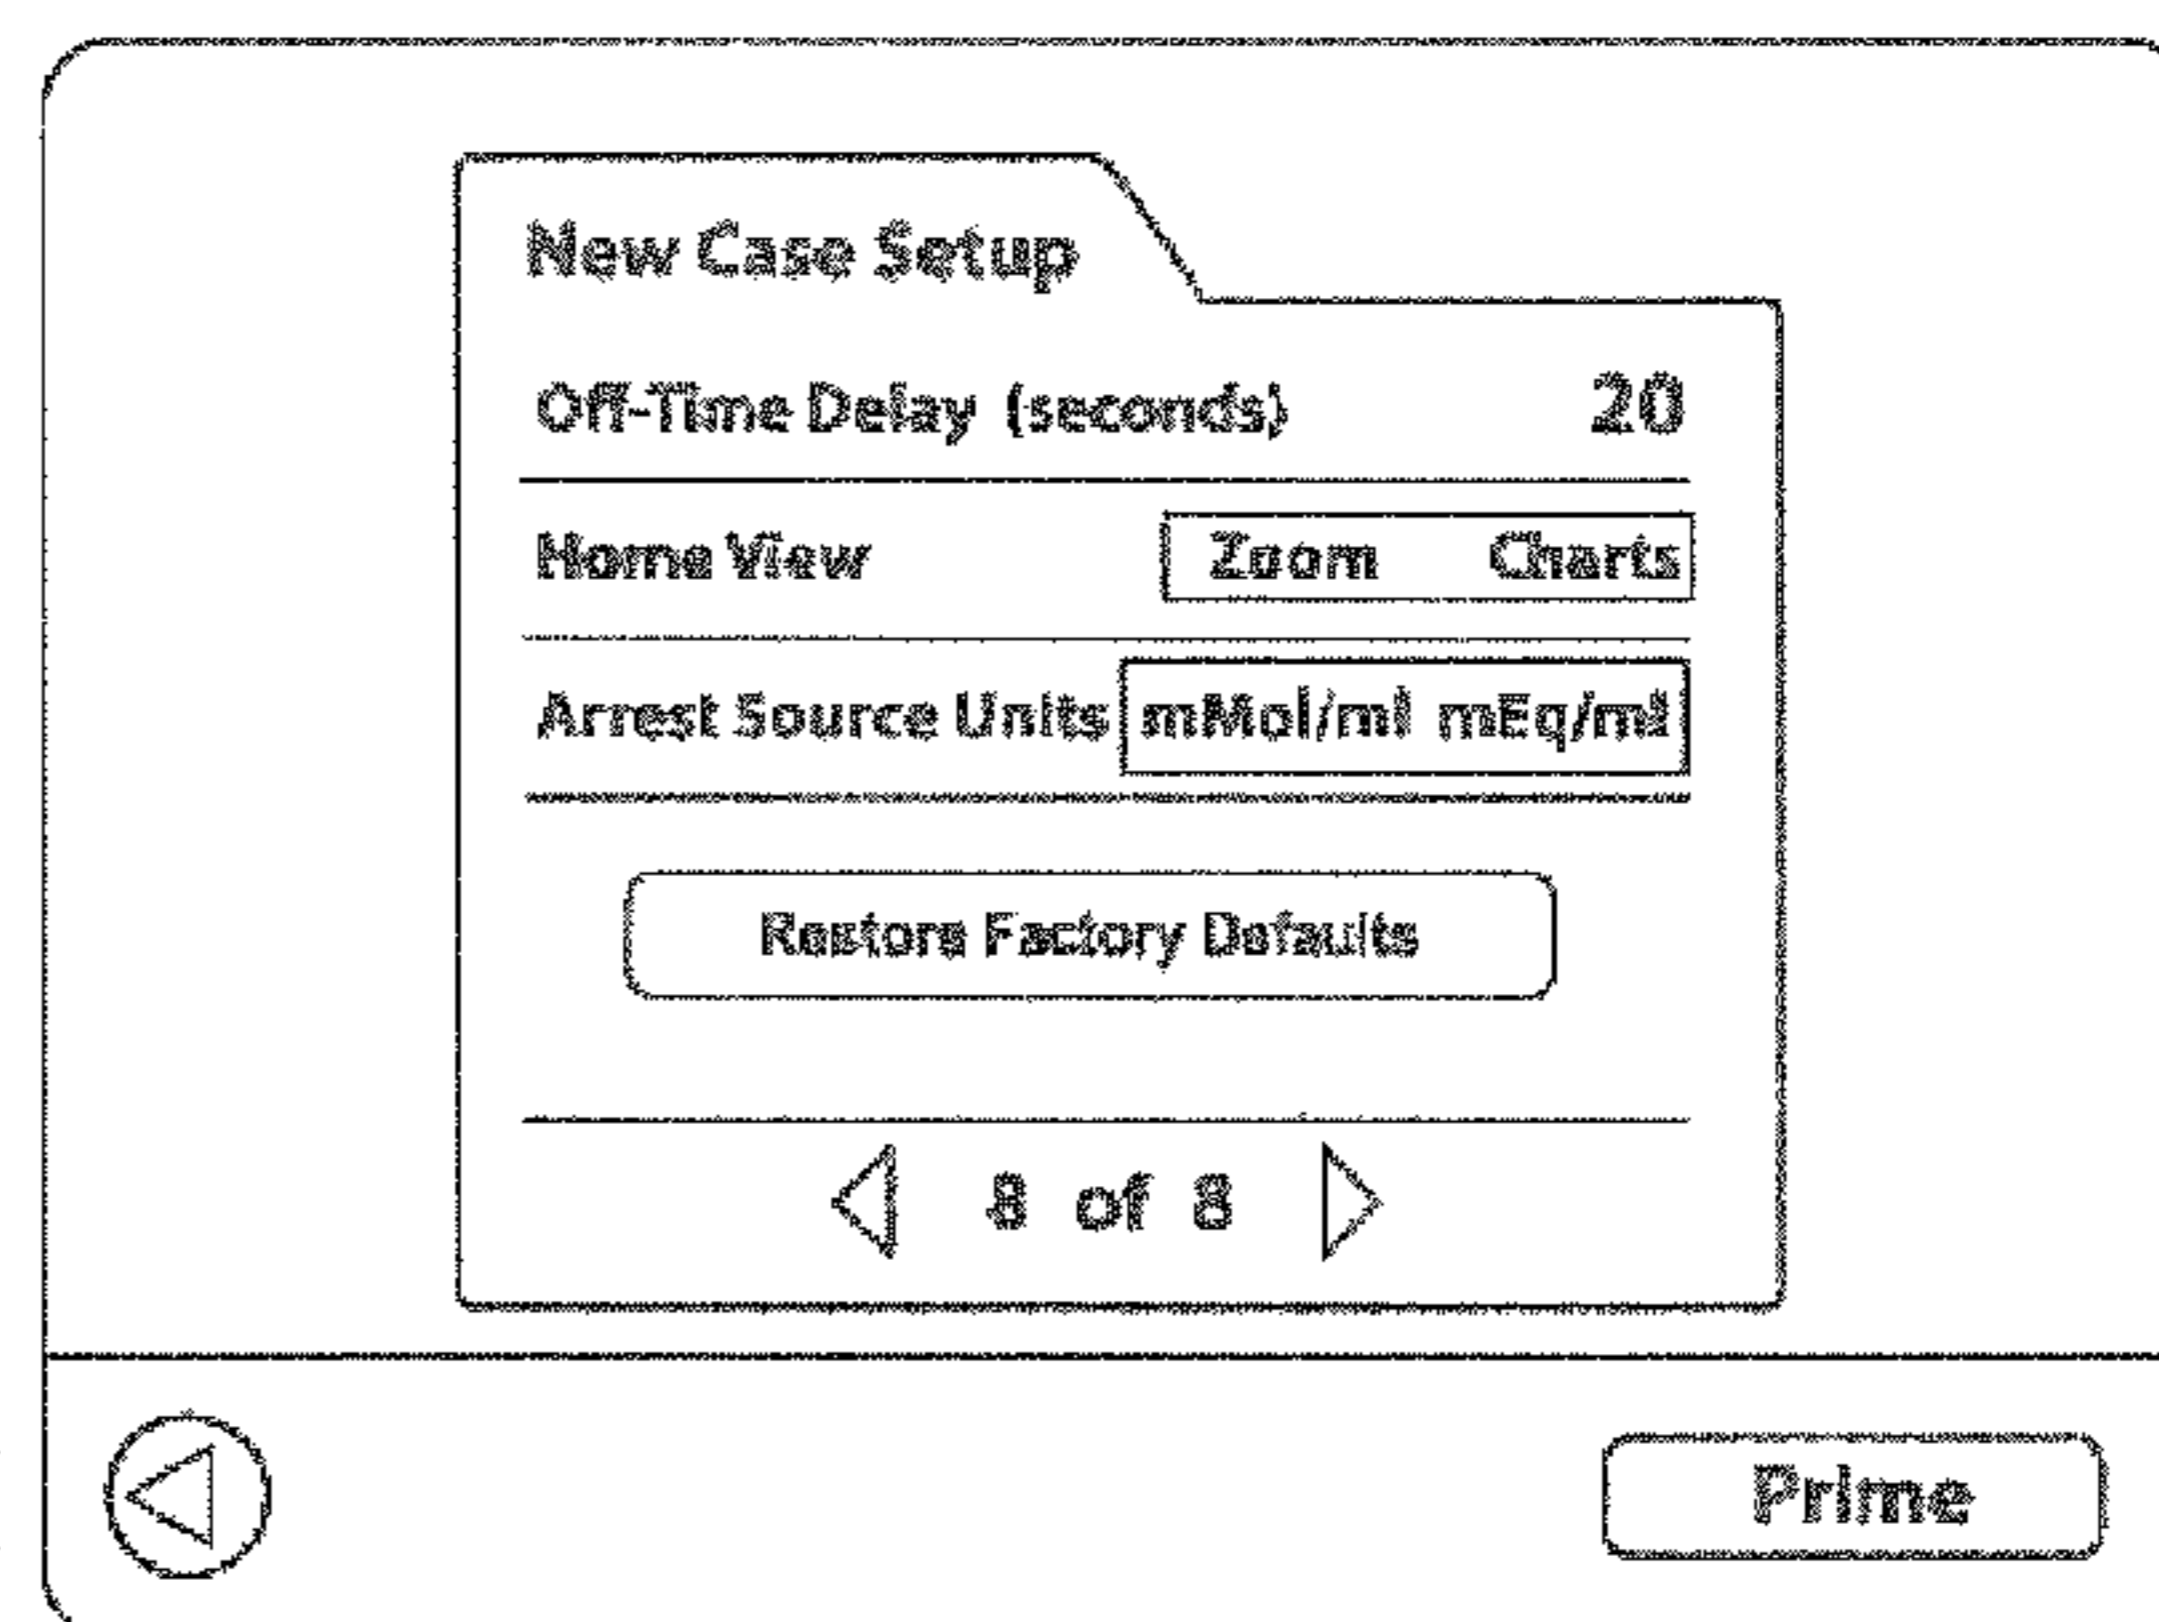 New Case Setup
Off-Time Delay (seconds) 20
Home View Zoom Charts
Arrest Source Units mMol/ml mEq/ml
Restore Factory Defaults
8 of 8
Prime